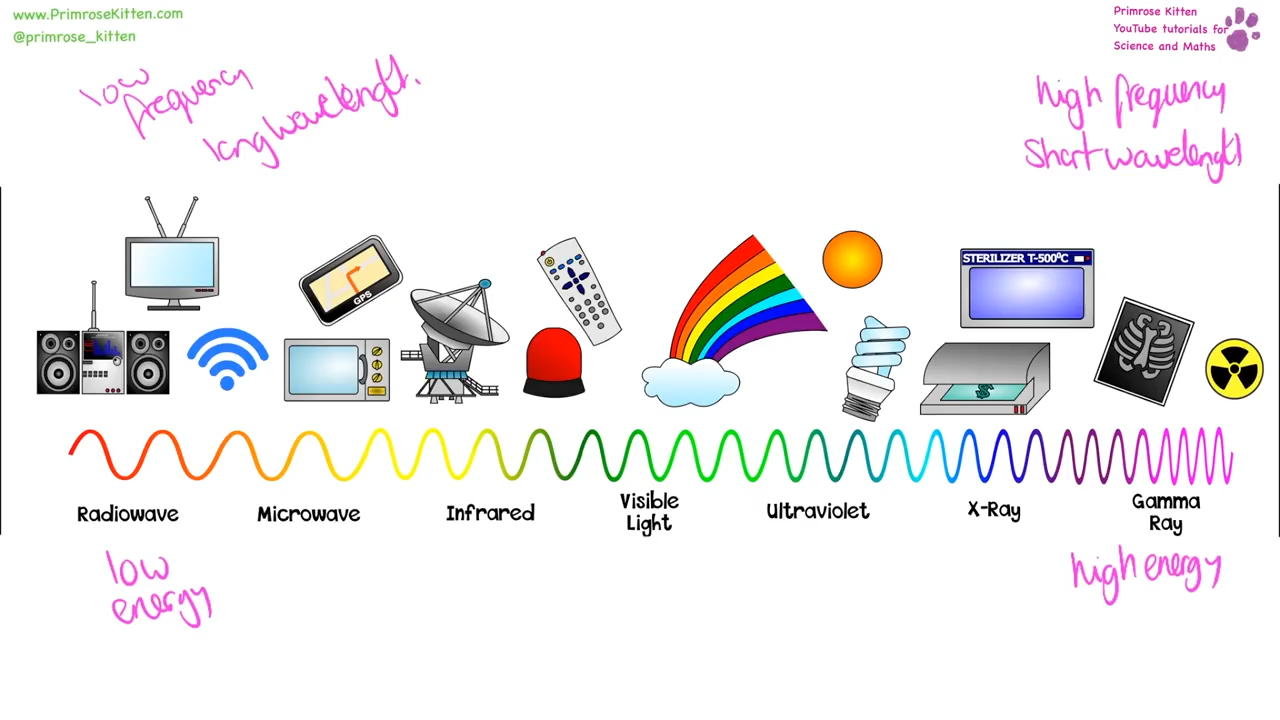 www.PrimroseKitten.com
@primrose_kitten
Primrose Kitten
YouTube tutorials for
Science and Maths
low
frequency
long wavelength.
high frequency
short wavelength
GPS
STERILIZER T-500⁰C
Radiowave
Microwave
Infrared
Visible
Light
Ultraviolet
X-Ray
Gamma
Ray
low
energy
high energy